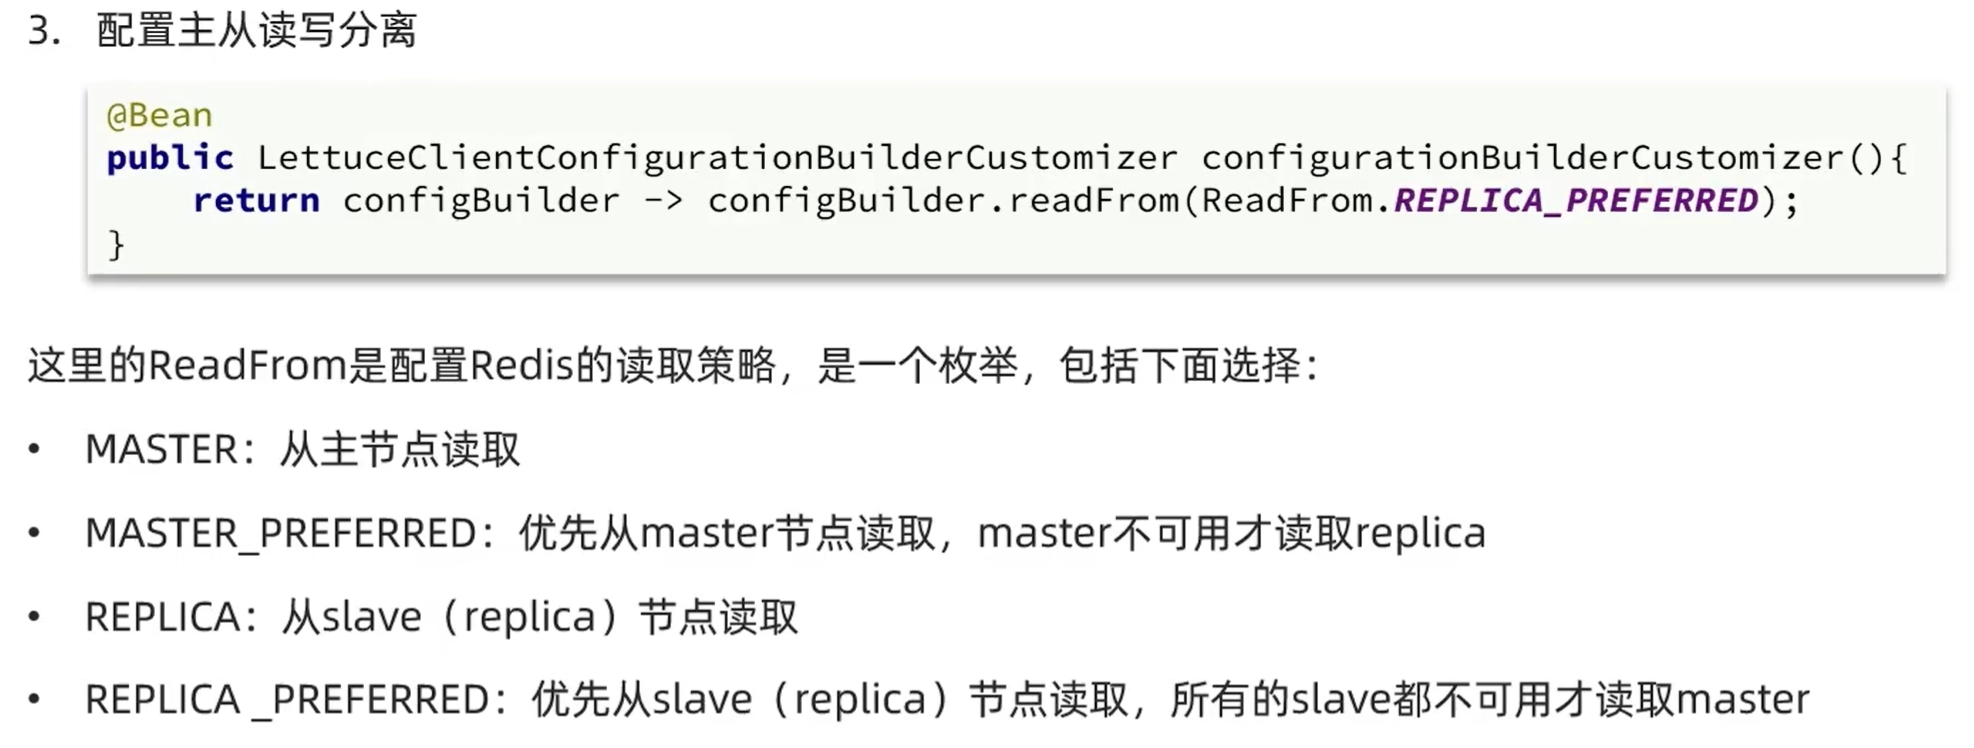 3. 配置主从读写分离
@Bean
public LettuceClientConfigurationBuilderCustomizer configurationBuilderCustomizer(){
    return configBuilder -> configBuilder.readFrom(ReadFrom.REPLICA_PREFERRED);
}
这里的ReadFrom是配置Redis的读取策略，是一个枚举，包括下面选择：
• MASTER：从主节点读取
• MASTER_PREFERRED：优先从master节点读取，master不可用才读取replica
• REPLICA：从slave（replica）节点读取
• REPLICA _PREFERRED：优先从slave（replica）节点读取，所有的slave都不可用才读取master